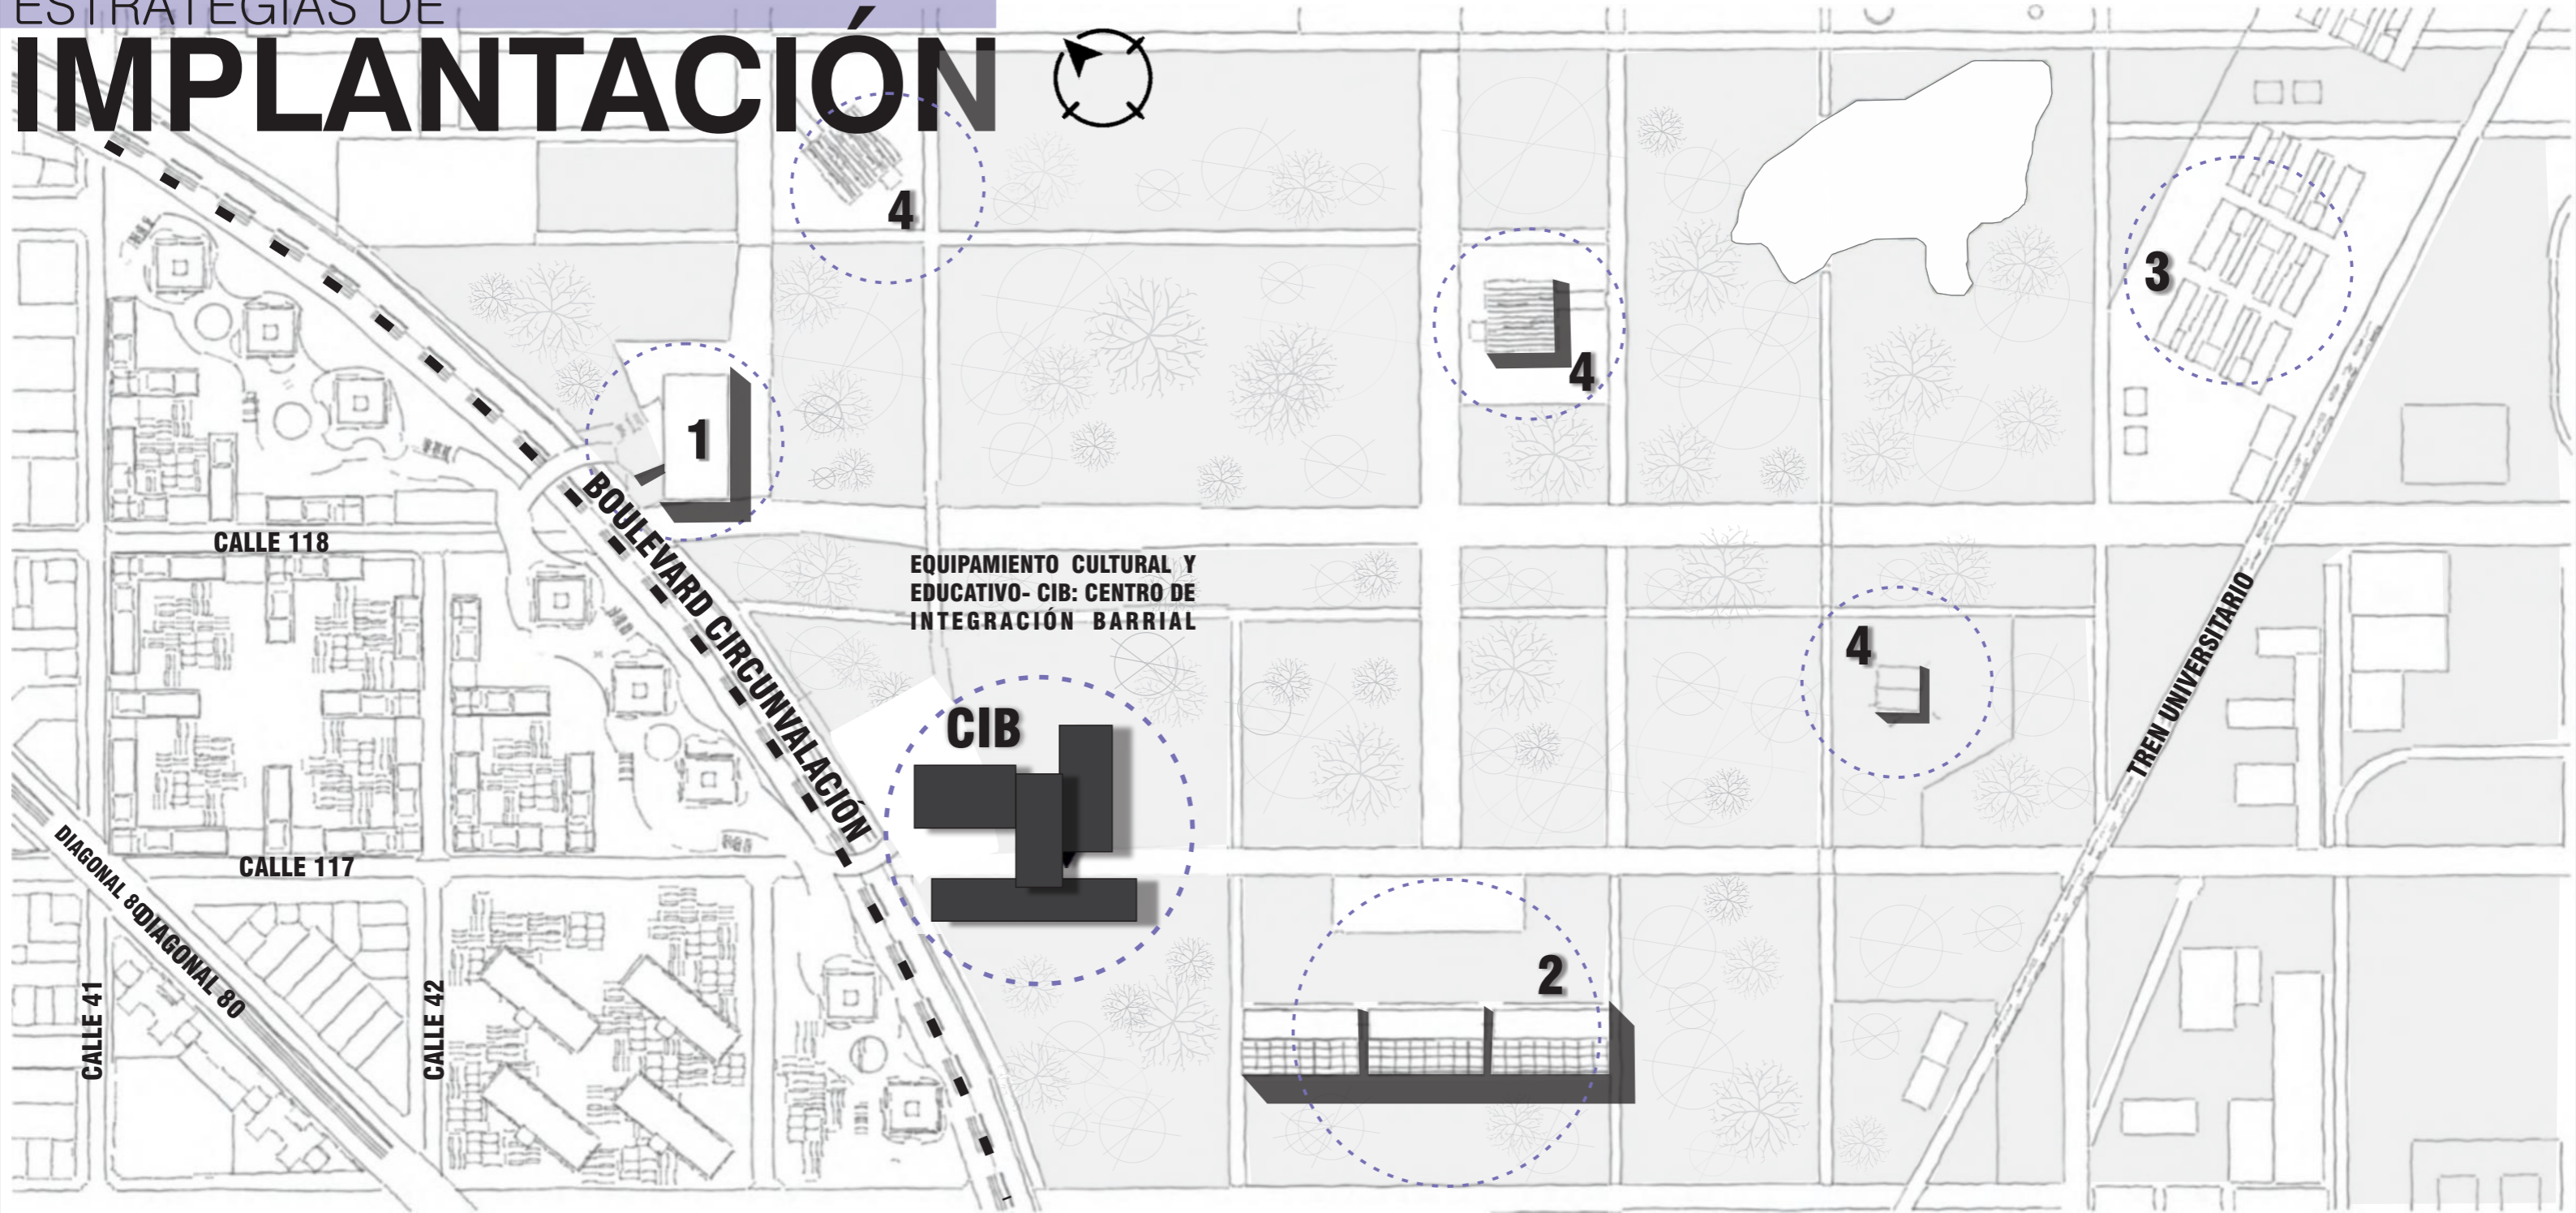 ESTRATEGIAS DE
IMPLANTACIÓN
4
3
4
1
BOULEVARD CIRCUNVALACIÓN
CALLE 118
EQUIPAMIENTO CULTURAL Y
EDUCATIVO- CIB: CENTRO DE
INTEGRACIÓN BARRIAL
4
TREN UNIVERSITARIO
CIB
DIAGONAL 80
DIAGONAL 80
CALLE 117
2
CALLE 41
CALLE 42